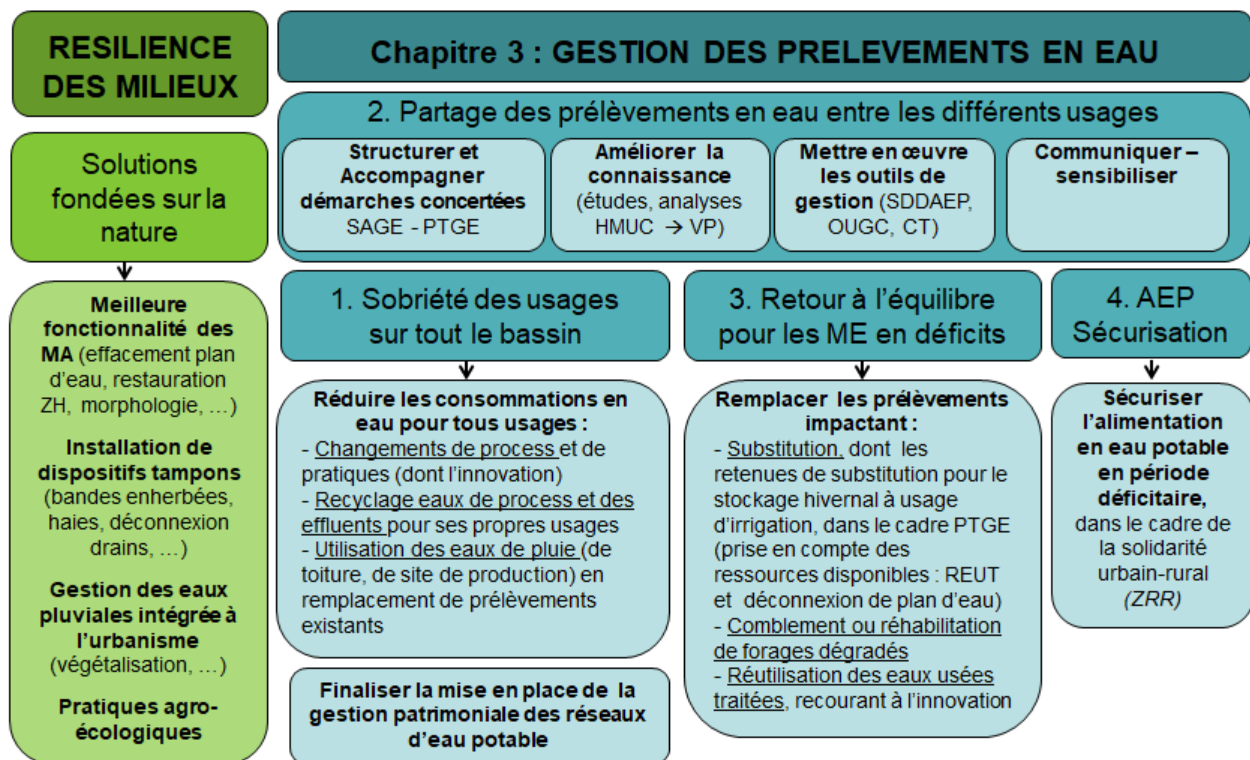 RESILIENCE
DES MILIEUX
Solutions
fondées sur la
nature
Meilleure
fonctionnalité des
MA (effacement plan
d'eau, restauration
ZH, morphologie, …)
Installation de
dispositifs tampons
(bandes enherbées,
haies, déconnexion
drains, …)
Gestion des eaux
pluviales intégrée à
l'urbanisme
(végétalisation, …)
Pratiques agro-
écologiques
Chapitre 3 : GESTION DES PRELEVEMENTS EN EAU
2. Partage des prélèvements en eau entre les différents usages
Structurer et
Accompagner
démarches concertées
SAGE - PTGE
Améliorer la
connaissance
(études, analyses
HMUC → VP)
Mettre en œuvre
les outils de
gestion (SDDAEP,
OUGC, CT)
Communiquer –
sensibiliser
1. Sobriété des usages
sur tout le bassin
Réduire les consommations en
eau pour tous usages :
- Changements de process et de
pratiques (dont l'innovation)
- Recyclage eaux de process et des
effluents pour ses propres usages
- Utilisation des eaux de pluie (de
toiture, de site de production) en
remplacement de prélèvements
existants
Finaliser la mise en place de la
gestion patrimoniale des réseaux
d'eau potable
3. Retour à l'équilibre
pour les ME en déficits
Remplacer les prélèvements
impactant :
- Substitution, dont les
retenues de substitution pour le
stockage hivernal à usage
d'irrigation, dans le cadre PTGE
(prise en compte des
ressources disponibles : REUT
et déconnexion de plan d'eau)
- Comblement ou réhabilitation
de forages dégradés
- Réutilisation des eaux usées
traitées, recourant à l'innovation
4. AEP
Sécurisation
Sécuriser
l'alimentation
en eau potable
en période
déficitaire,
dans le cadre de
la solidarité
urbain-rural
(ZRR)